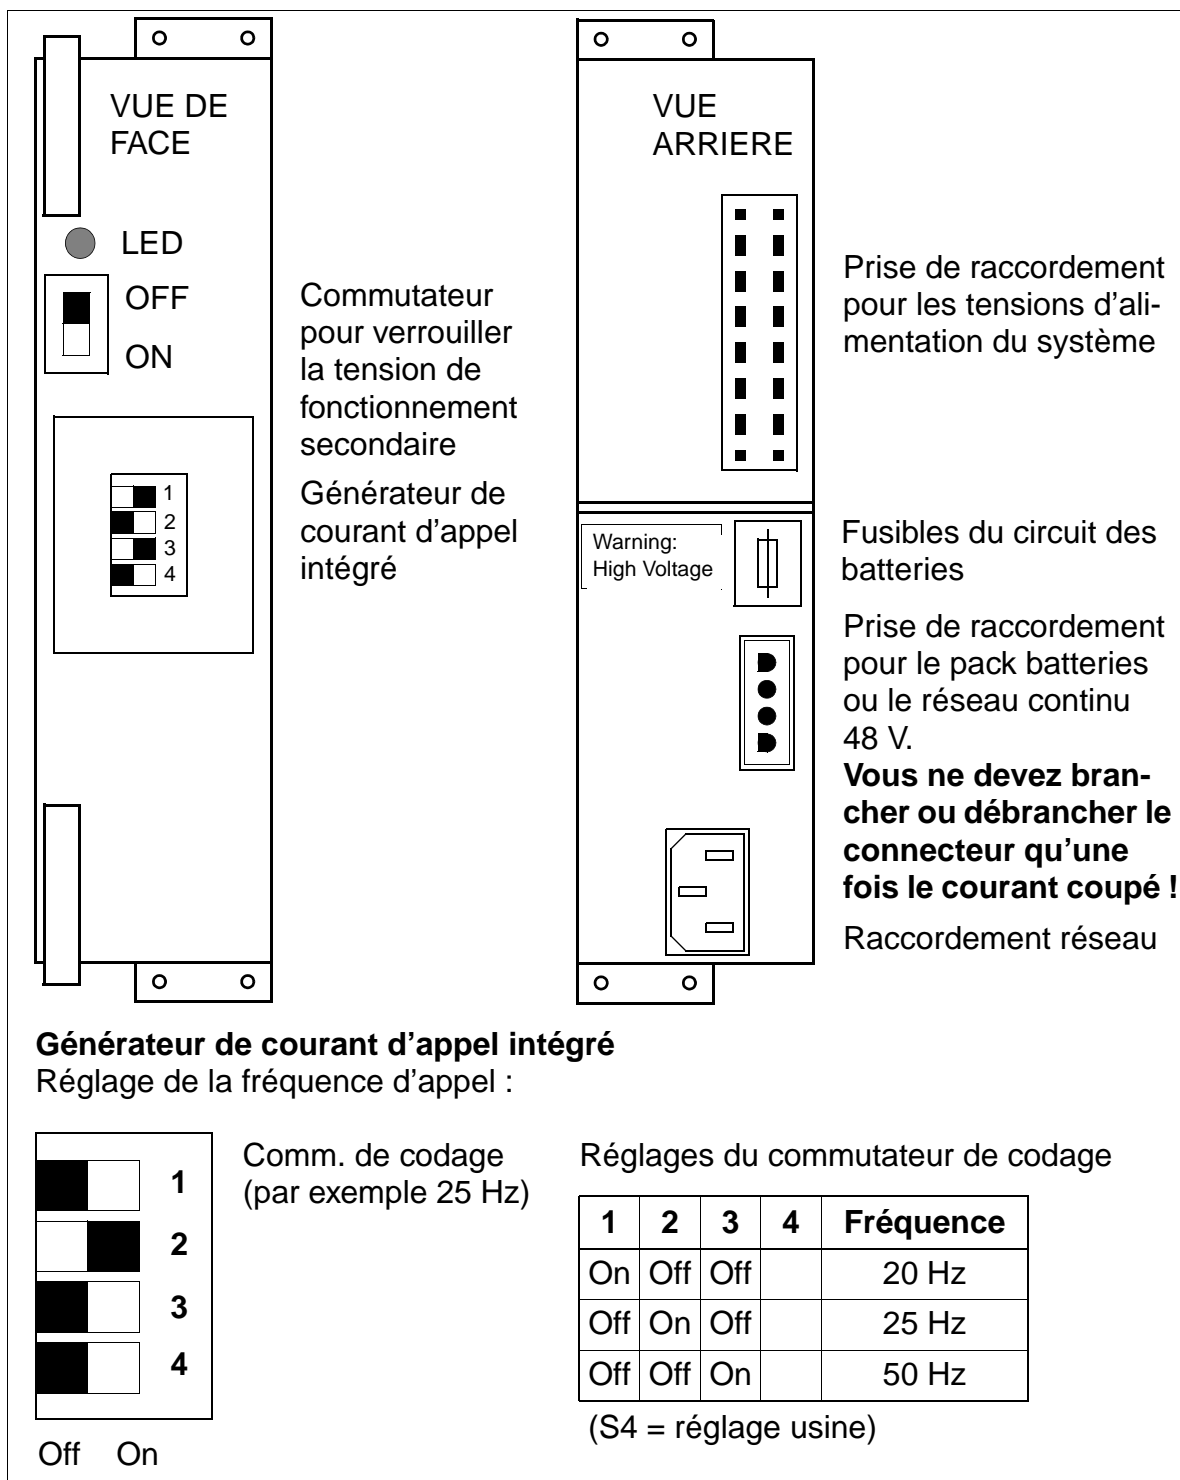 VUE DE
FACE
LED
OFF
ON
1
2
3
4
Commutateur
pour verrouiller
la tension de
fonctionnement
secondaire
Générateur de
courant d'appel
intégré
VUE
ARRIERE
Prise de raccordement
pour les tensions d'ali-
mentation du système
Warning:
High Voltage
Fusibles du circuit des
batteries
Prise de raccordement
pour le pack batteries
ou le réseau continu
48 V.
Vous ne devez bran-
cher ou débrancher le
connecteur qu'une
fois le courant coupé !
Raccordement réseau
Générateur de courant d'appel intégré
Réglage de la fréquence d'appel :
1
2
3
4
Off On
Comm. de codage
(par exemple 25 Hz)
Réglages du commutateur de codage
1 2 3 4 Fréquence
On Off Off 20 Hz
Off On Off 25 Hz
Off Off On 50 Hz
(S4 = réglage usine)